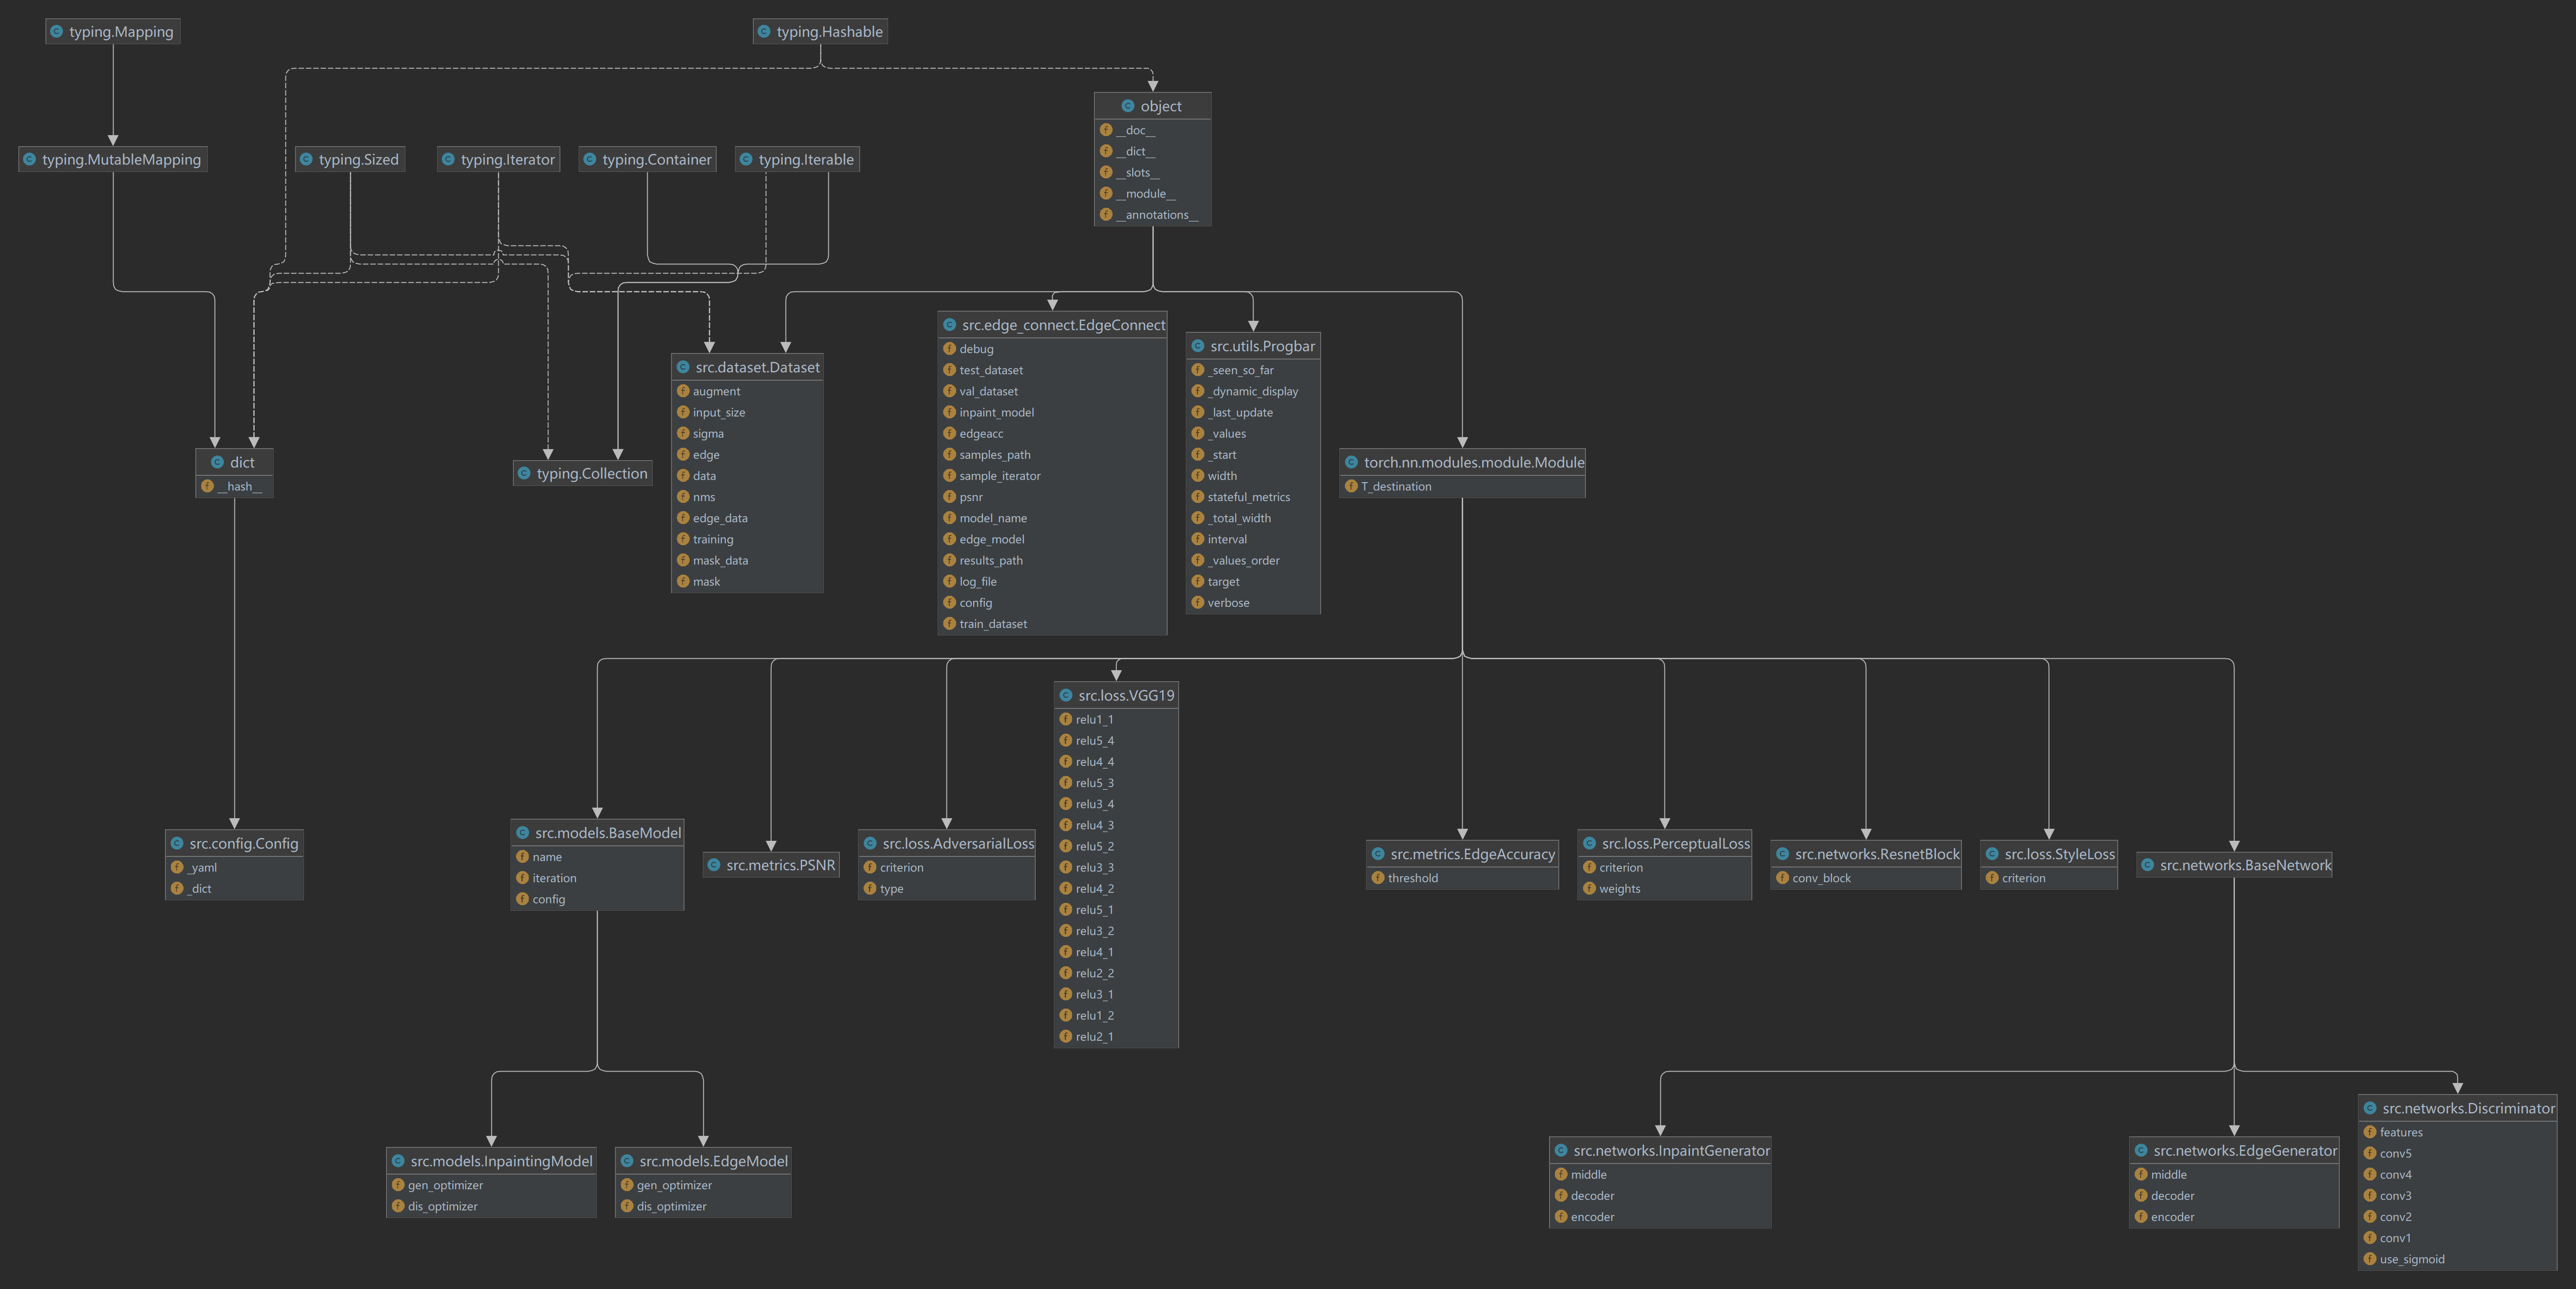 typing.Mapping
typing.Hashable
object
__doc__
__dict__
__slots__
__module__
__annotations__
typing.MutableMapping
typing.Sized
typing.Iterator
typing.Container
typing.Iterable
src.dataset.Dataset
augment
input_size
sigma
edge
data
nms
edge_data
training
mask_data
mask
src.edge_connect.EdgeConnect
debug
test_dataset
val_dataset
inpaint_model
edgeacc
samples_path
sample_iterator
psnr
model_name
edge_model
results_path
log_file
config
train_dataset
src.utils.Progbar
_seen_so_far
_dynamic_display
_last_update
_values
_start
width
stateful_metrics
_total_width
interval
_values_order
target
verbose
dict
__hash__
typing.Collection
torch.nn.modules.module.Module
T_destination
src.config.Config
_yaml
_dict
src.models.BaseModel
name
iteration
config
src.metrics.PSNR
src.loss.AdversarialLoss
criterion
type
src.loss.VGG19
relu1_1
relu5_4
relu4_4
relu5_3
relu3_4
relu4_3
relu5_2
relu3_3
relu4_2
relu5_1
relu3_2
relu4_1
relu2_2
relu3_1
relu1_2
relu2_1
src.metrics.EdgeAccuracy
threshold
src.loss.PerceptualLoss
criterion
weights
src.networks.ResnetBlock
conv_block
src.loss.StyleLoss
criterion
src.networks.BaseNetwork
src.models.InpaintingModel
gen_optimizer
dis_optimizer
src.models.EdgeModel
gen_optimizer
dis_optimizer
src.networks.InpaintGenerator
middle
decoder
encoder
src.networks.EdgeGenerator
middle
decoder
encoder
src.networks.Discriminator
features
conv5
conv4
conv3
conv2
conv1
use_sigmoid